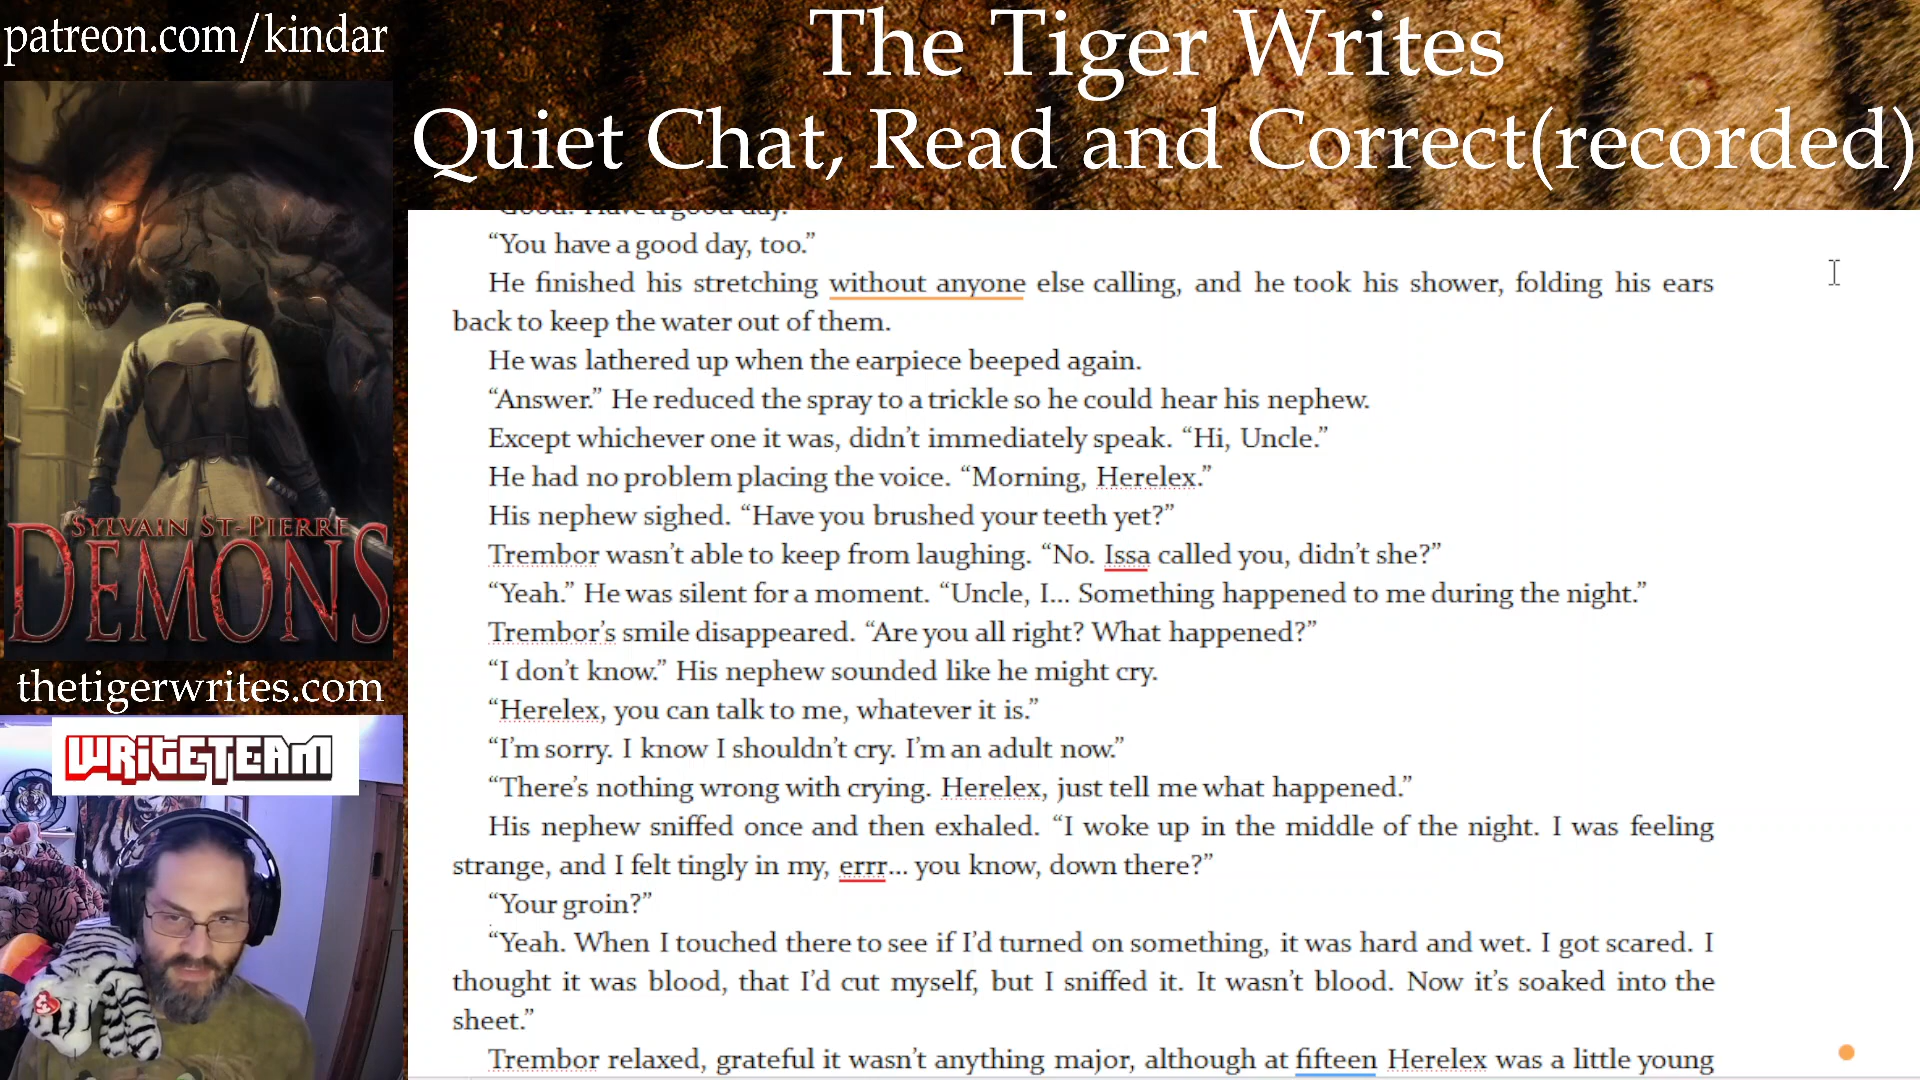 patreon.com/kindar
The Tiger Writes
Quiet Chat, Read and Correct(recorded)
“Good. Have a good day.”
“You have a good day, too.”
He finished his stretching without anyone else calling, and he took his shower, folding his ears
back to keep the water out of them.
He was lathered up when the earpiece beeped again.
“Answer.” He reduced the spray to a trickle so he could hear his nephew.
Except whichever one it was, didn’t immediately speak. “Hi, Uncle.”
He had no problem placing the voice. “Morning, Herelex.”
His nephew sighed. “Have you brushed your teeth yet?”
Trembor wasn’t able to keep from laughing. “No. Issa called you, didn’t she?”
“Yeah.” He was silent for a moment. “Uncle, I... Something happened to me during the night.”
Trembor’s smile disappeared. “Are you all right? What happened?”
“I don’t know.” His nephew sounded like he might cry.
“Herelex, you can talk to me, whatever it is.”
“I’m sorry. I know I shouldn’t cry. I’m an adult now.”
“There’s nothing wrong with crying. Herelex, just tell me what happened.”
His nephew sniffed once and then exhaled. “I woke up in the middle of the night. I was feeling
strange, and I felt tingly in my, errr... you know, down there?”
“Your groin?”
“Yeah. When I touched there to see if I’d turned on something, it was hard and wet. I got scared. I
thought it was blood, that I’d cut myself, but I sniffed it. It wasn’t blood. Now it’s soaked into the
sheet.”
Trembor relaxed, grateful it wasn’t anything major, although at fifteen Herelex was a little young
SYLVAIN ST-PIERRE
DEMONS
thetigerwrites.com
WRITETEAM